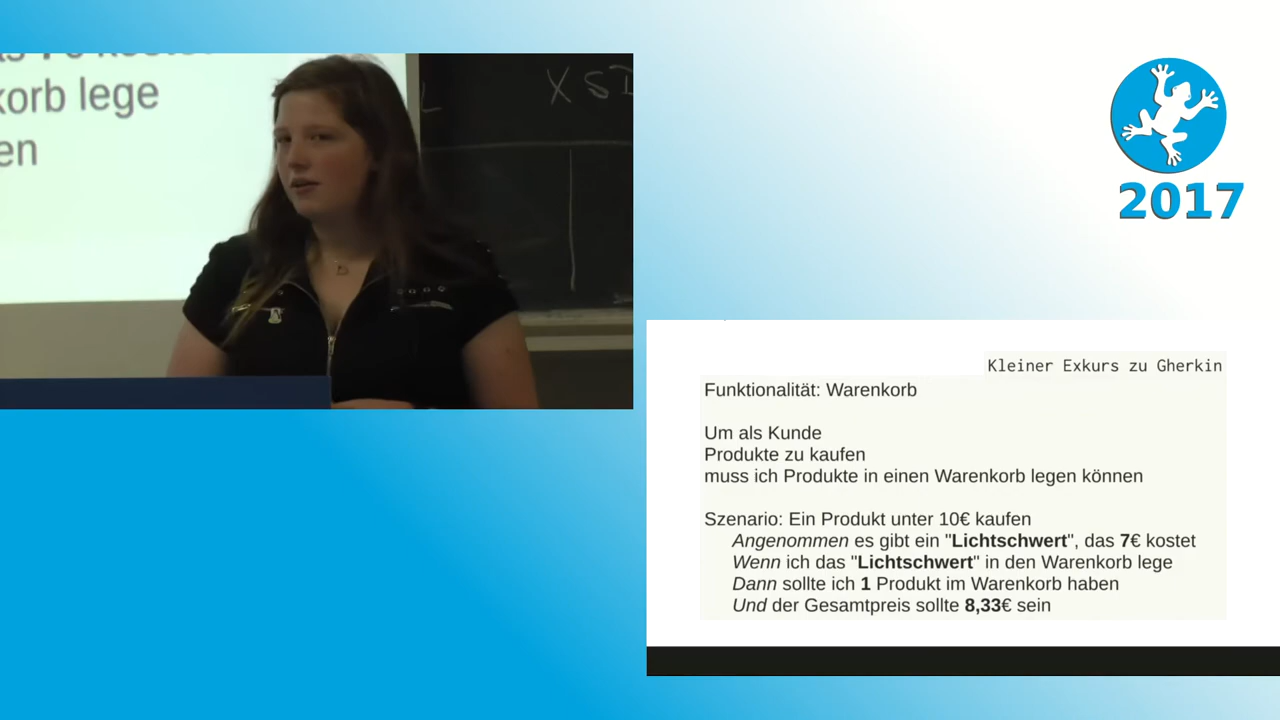 korb lege
en
XSD
2017
Kleiner Exkurs zu Gherkin
Funktionalität: Warenkorb
Um als Kunde
Produkte zu kaufen
muss ich Produkte in einen Warenkorb legen können
Szenario: Ein Produkt unter 10€ kaufen
Angenommen es gibt ein "Lichtschwert", das 7€ kostet
Wenn ich das "Lichtschwert" in den Warenkorb lege
Dann sollte ich 1 Produkt im Warenkorb haben
Und der Gesamtpreis sollte 8,33€ sein